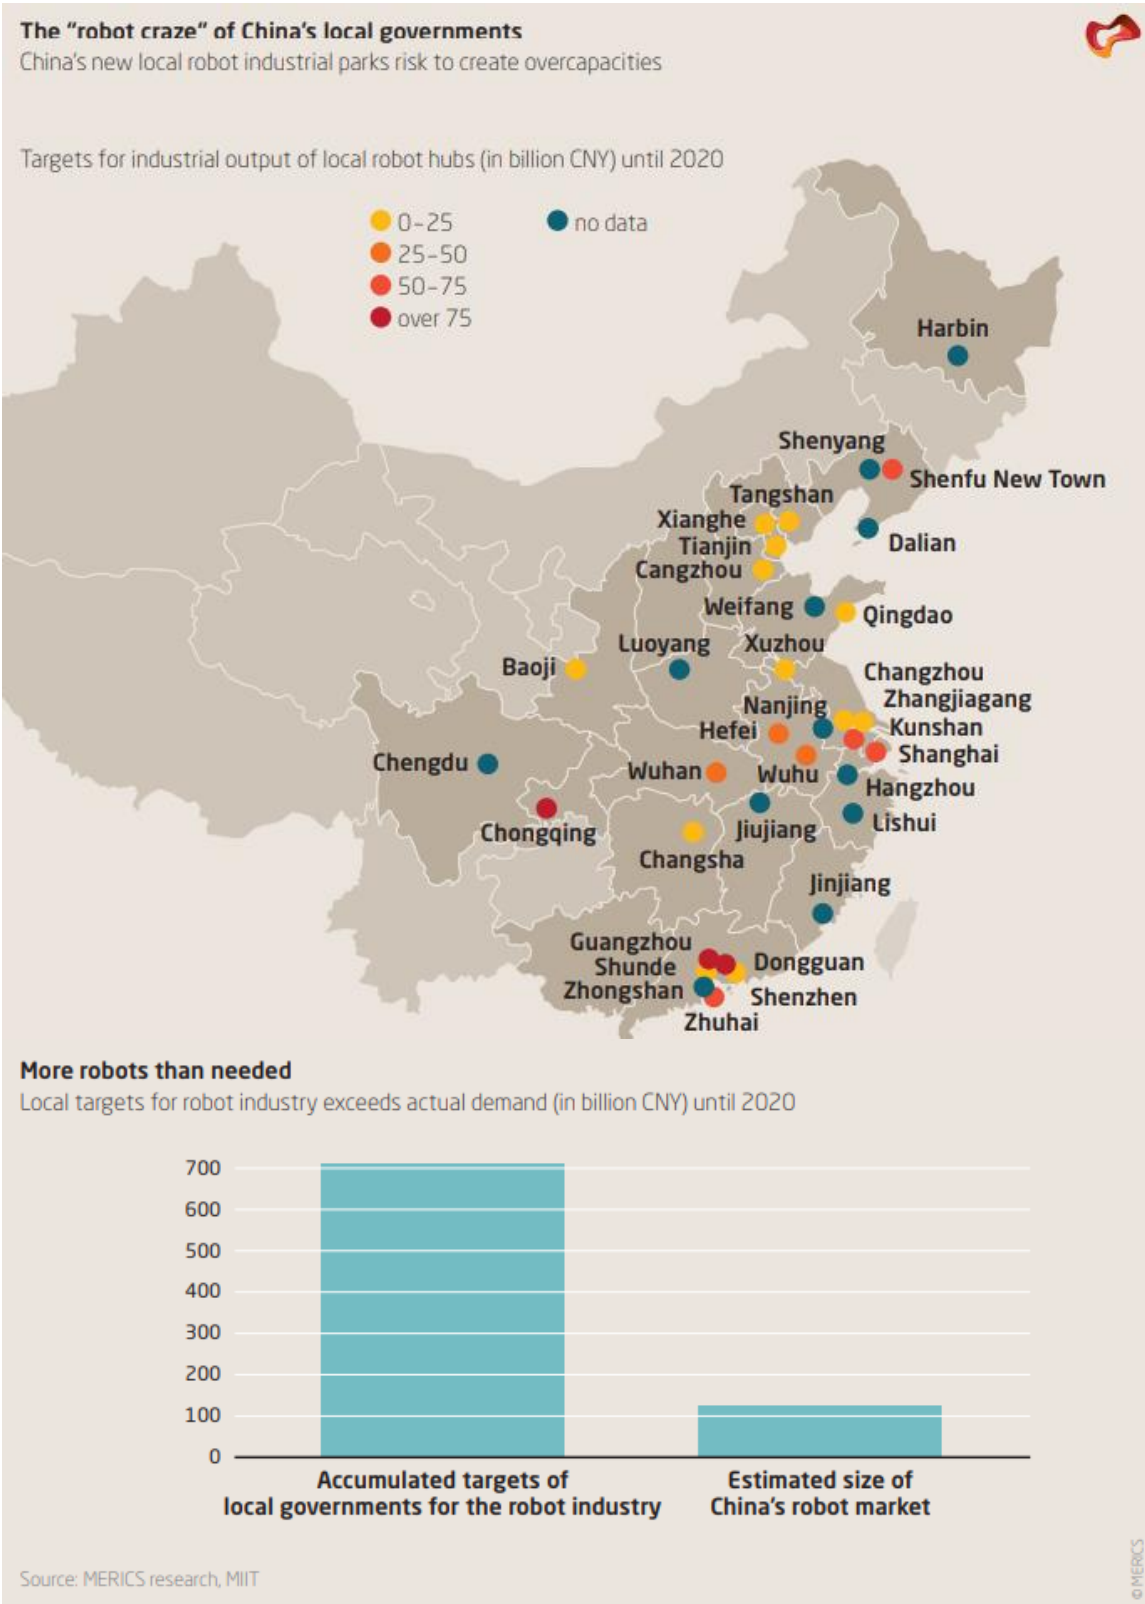 The "robot craze" of China's local governments
China's new local robot industrial parks risk to create overcapacities
Targets for industrial output of local robot hubs (in billion CNY) until 2020
0–25
no data
25–50
50–75
over 75
Harbin
Shenyang
Shenfu New Town
Tangshan
Xianghe
Tianjin
Dalian
Cangzhou
Weifang
Qingdao
Luoyang
Xuzhou
Baoji
Changzhou
Zhangjiagang
Nanjing
Kunshan
Hefei
Shanghai
Chengdu
Wuhan
Wuhu
Hangzhou
Lishui
Chongqing
Jiujiang
Changsha
Jinjiang
Guangzhou
Dongguan
Shunde
Zhongshan
Shenzhen
Zhuhai
More robots than needed
Local targets for robot industry exceeds actual demand (in billion CNY) until 2020
700
600
500
400
300
200
100
0
Accumulated targets of
local governments for the robot industry
Estimated size of
China's robot market
Source: MERICS research, MIIT
© MERICS